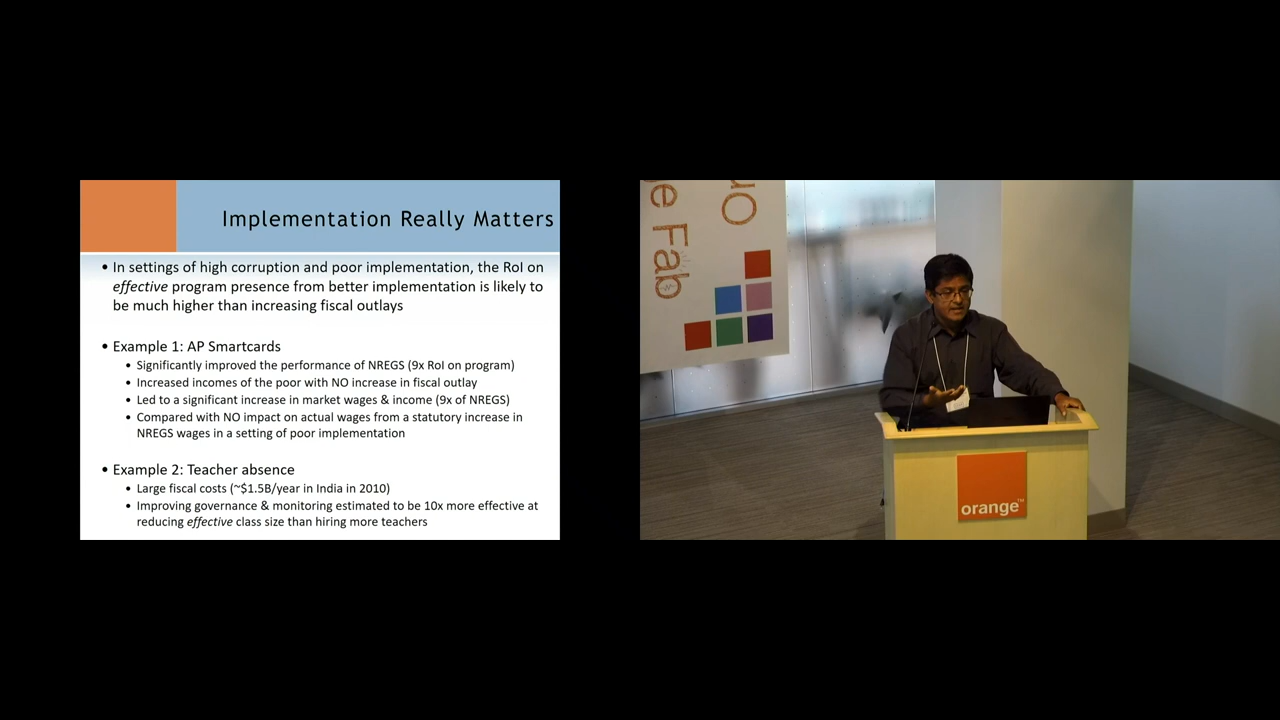 Implementation Really Matters
• In settings of high corruption and poor implementation, the RoI on
effective program presence from better implementation is likely to
be much higher than increasing fiscal outlays
• Example 1: AP Smartcards
• Significantly improved the performance of NREGS (9x RoI on program)
• Increased incomes of the poor with NO increase in fiscal outlay
• Led to a significant increase in market wages & income (9x of NREGS)
• Compared with NO impact on actual wages from a statutory increase in
NREGS wages in a setting of poor implementation
• Example 2: Teacher absence
• Large fiscal costs (~$1.5B/year in India in 2010)
• Improving governance & monitoring estimated to be 10x more effective at
reducing effective class size than hiring more teachers
ge Fab
orange™